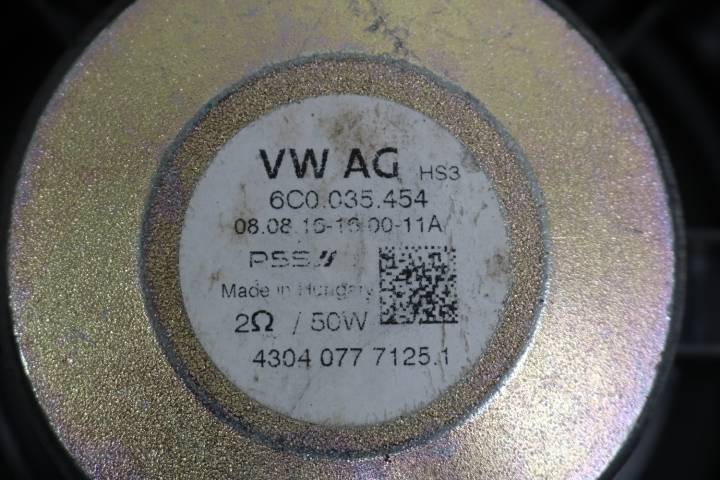 VW AG HS3
6C0.035.454
08.08.16-16:00-11A
PSS
Made in Hungary
2Ω / 50W
4304 077 7125.1